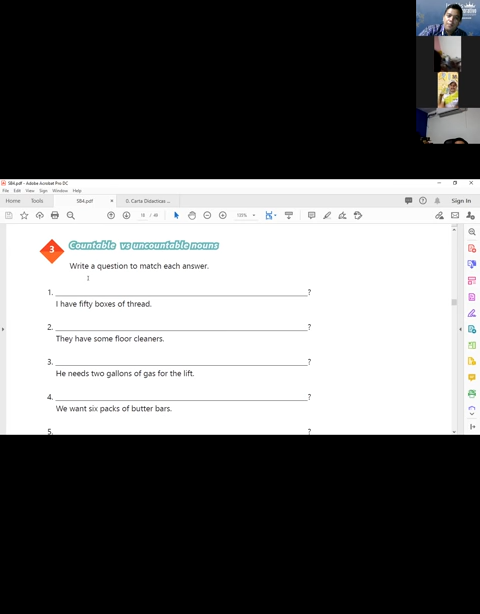 SB4.pdf - Adobe Acrobat Pro DC
File Edit View Sign Window Help
Home Tools SB4.pdf × 0. Carta Didacticas ... Sign In
18 / 49 133%
3 Countable vs uncountable nouns
Write a question to match each answer.
1. ?
I have fifty boxes of thread.
2. ?
They have some floor cleaners.
3. ?
He needs two gallons of gas for the lift.
4. ?
We want six packs of butter bars.
5. ?